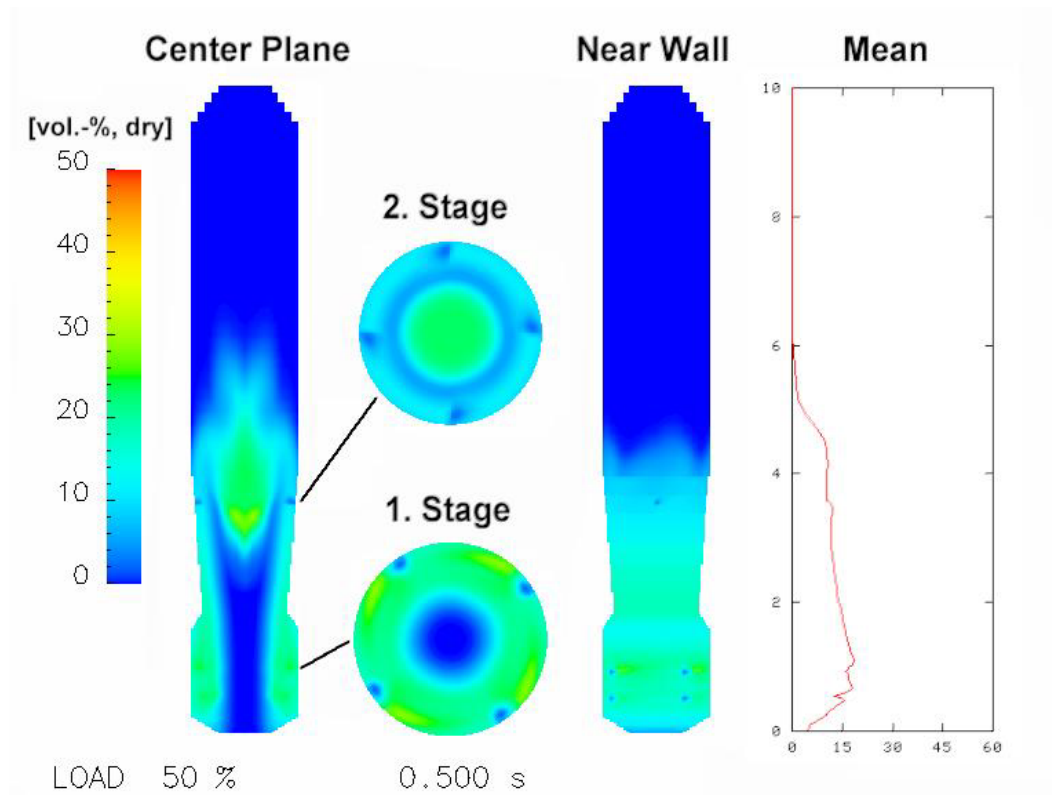 Center Plane
Near Wall
Mean
[vol.-%, dry]
50
40
30
20
10
0
2. Stage
1. Stage
10
8
6
4
2
0
0 15 30 45 60
LOAD 50 % 0.500 s